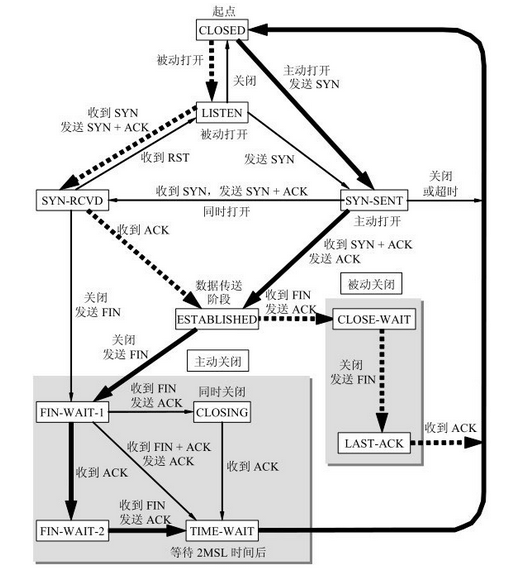 起点
CLOSED
被动打开
关闭
主动打开
发送 SYN
收到 SYN
发送 SYN + ACK
LISTEN
被动打开
收到 RST
发送 SYN
SYN-RCVD
收到 SYN，发送 SYN + ACK
同时打开
SYN-SENT
主动打开
关闭
或超时
收到 ACK
收到 SYN + ACK
发送 ACK
数据传送
阶段
ESTABLISHED
收到 FIN
发送 ACK
被动关闭
CLOSE-WAIT
关闭
发送 FIN
关闭
发送 FIN
关闭
发送 FIN
LAST-ACK
收到 ACK
主动关闭
FIN-WAIT-1
收到 FIN
发送 ACK
同时关闭
CLOSING
收到 ACK
收到 FIN + ACK
发送 ACK
收到 ACK
FIN-WAIT-2
收到 FIN
发送 ACK
TIME-WAIT
等待 2MSL 时间后